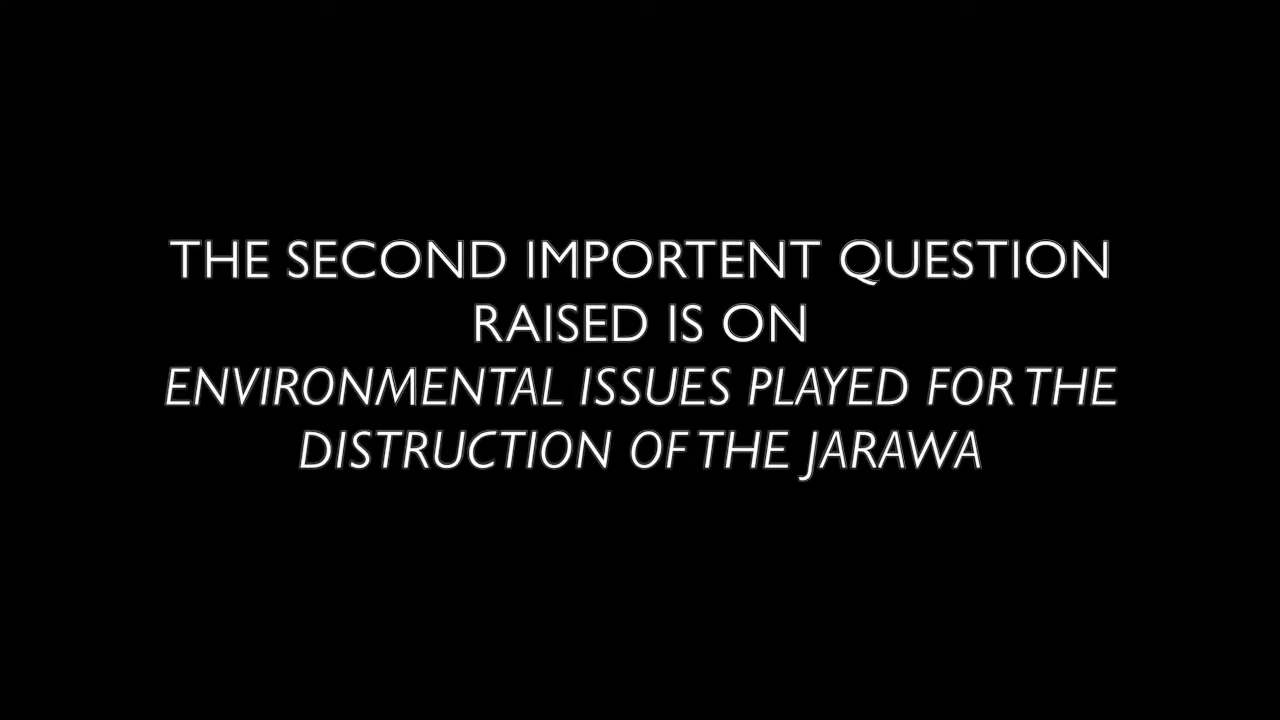 THE SECOND IMPORTENT QUESTION
RAISED IS ON
ENVIRONMENTAL ISSUES PLAYED FOR THE
DISTRUCTION OF THE JARAWA